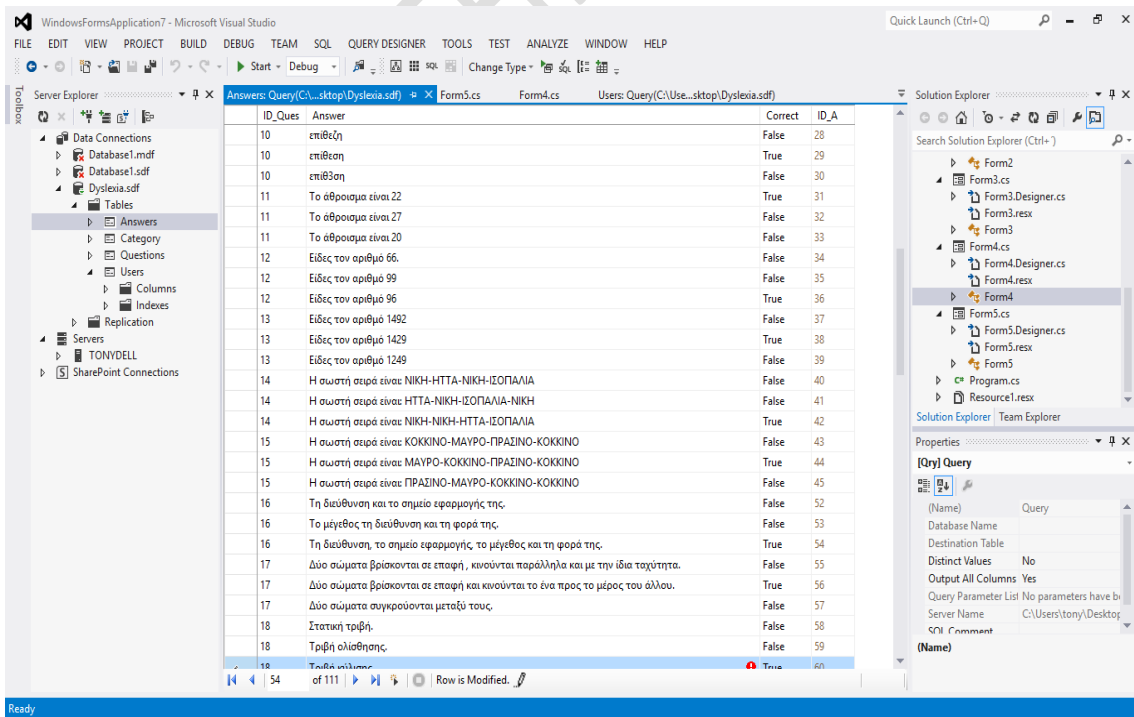 WindowsFormsApplication7 - Microsoft Visual Studio
Quick Launch (Ctrl+Q)
FILE EDIT VIEW PROJECT BUILD DEBUG TEAM SQL QUERY DESIGNER TOOLS TEST ANALYZE WINDOW HELP
Start Debug SQL Change Type SQL
Toolbox
Server Explorer
Data Connections
Database1.mdf
Database1.sdf
Dyslexia.sdf
Tables
Answers
Category
Questions
Users
Columns
Indexes
Replication
Servers
TONYDELL
SharePoint Connections
Answers: Query(C:\...sktop\Dyslexia.sdf) Form5.cs Form4.cs Users: Query(C:\Use...sktop\Dyslexia.sdf)
ID_Ques Answer Correct ID_A
10 επίθεζη False 28
10 επίθεση True 29
10 επίθ3ση False 30
11 Το άθροισμα είναι 22 True 31
11 Το άθροισμα είναι 27 False 32
11 Το άθροισμα είναι 20 False 33
12 Είδες τον αριθμό 66. False 34
12 Είδες τον αριθμό 99 False 35
12 Είδες τον αριθμό 96 True 36
13 Είδες τον αριθμό 1492 False 37
13 Είδες τον αριθμό 1429 True 38
13 Είδες τον αριθμό 1249 False 39
14 Η σωστή σειρά είναι: ΝΙΚΗ-ΗΤΤΑ-ΝΙΚΗ-ΙΣΟΠΑΛΙΑ False 40
14 Η σωστή σειρά είναι: ΗΤΤΑ-ΝΙΚΗ-ΙΣΟΠΑΛΙΑ-ΝΙΚΗ False 41
14 Η σωστή σειρά είναι: ΝΙΚΗ-ΝΙΚΗ-ΗΤΤΑ-ΙΣΟΠΑΛΙΑ True 42
15 Η σωστή σειρά είναι: ΚΟΚΚΙΝΟ-ΜΑΥΡΟ-ΠΡΑΣΙΝΟ-ΚΟΚΚΙΝΟ False 43
15 Η σωστή σειρά είναι: ΜΑΥΡΟ-ΚΟΚΚΙΝΟ-ΠΡΑΣΙΝΟ-ΚΟΚΚΙΝΟ True 44
15 Η σωστή σειρά είναι: ΠΡΑΣΙΝΟ-ΜΑΥΡΟ-ΚΟΚΚΙΝΟ-ΚΟΚΚΙΝΟ False 45
16 Τη διεύθυνση και το σημείο εφαρμογής της. False 52
16 Το μέγεθος τη διεύθυνση και τη φορά της. False 53
16 Τη διεύθυνση, το σημείο εφαρμογής, το μέγεθος και τη φορά της. True 54
17 Δύο σώματα βρίσκονται σε επαφή , κινούνται παράλληλα και με την ίδια ταχύτητα. False 55
17 Δύο σώματα βρίσκονται σε επαφή και κινούνται το ένα προς το μέρος του άλλου. True 56
17 Δύο σώματα συγκρούονται μεταξύ τους. False 57
18 Στατική τριβή. False 58
18 Τριβή ολίσθησης. False 59
18 Τριβή κύλισης True 60
54 of 111 Row is Modified.
Solution Explorer
Search Solution Explorer (Ctrl+ ̈)
Form2
Form3.cs
Form3.Designer.cs
Form3.resx
Form3
Form4.cs
Form4.Designer.cs
Form4.resx
Form4
Form5.cs
Form5.Designer.cs
Form5.resx
Form5
C# Program.cs
Resource1.resx
Solution Explorer Team Explorer
Properties
[Qry] Query
(Name) Query
Database Name
Destination Table
Distinct Values No
Output All Columns Yes
Query Parameter List No parameters have be
Server Name C:\Users\tony\Desktop
SQL Comment
(Name)
Ready